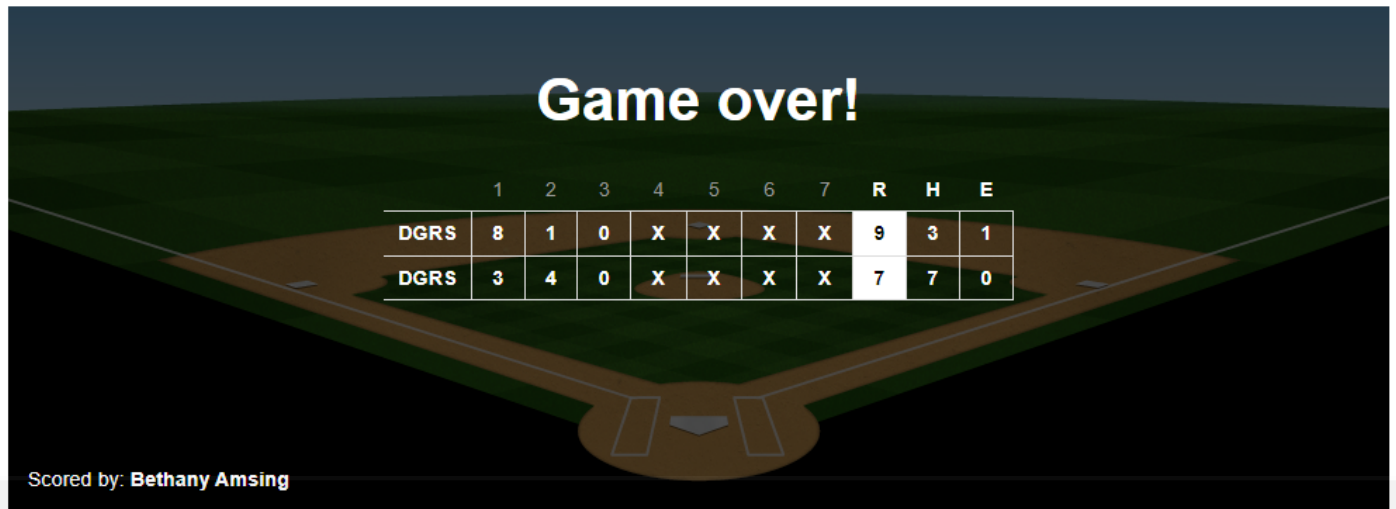 Game over!
1 2 3 4 5 6 7 R H E
DGRS 8 1 0 X X X X 9 3 1
DGRS 3 4 0 X X X X 7 7 0
Scored by: Bethany Amsing